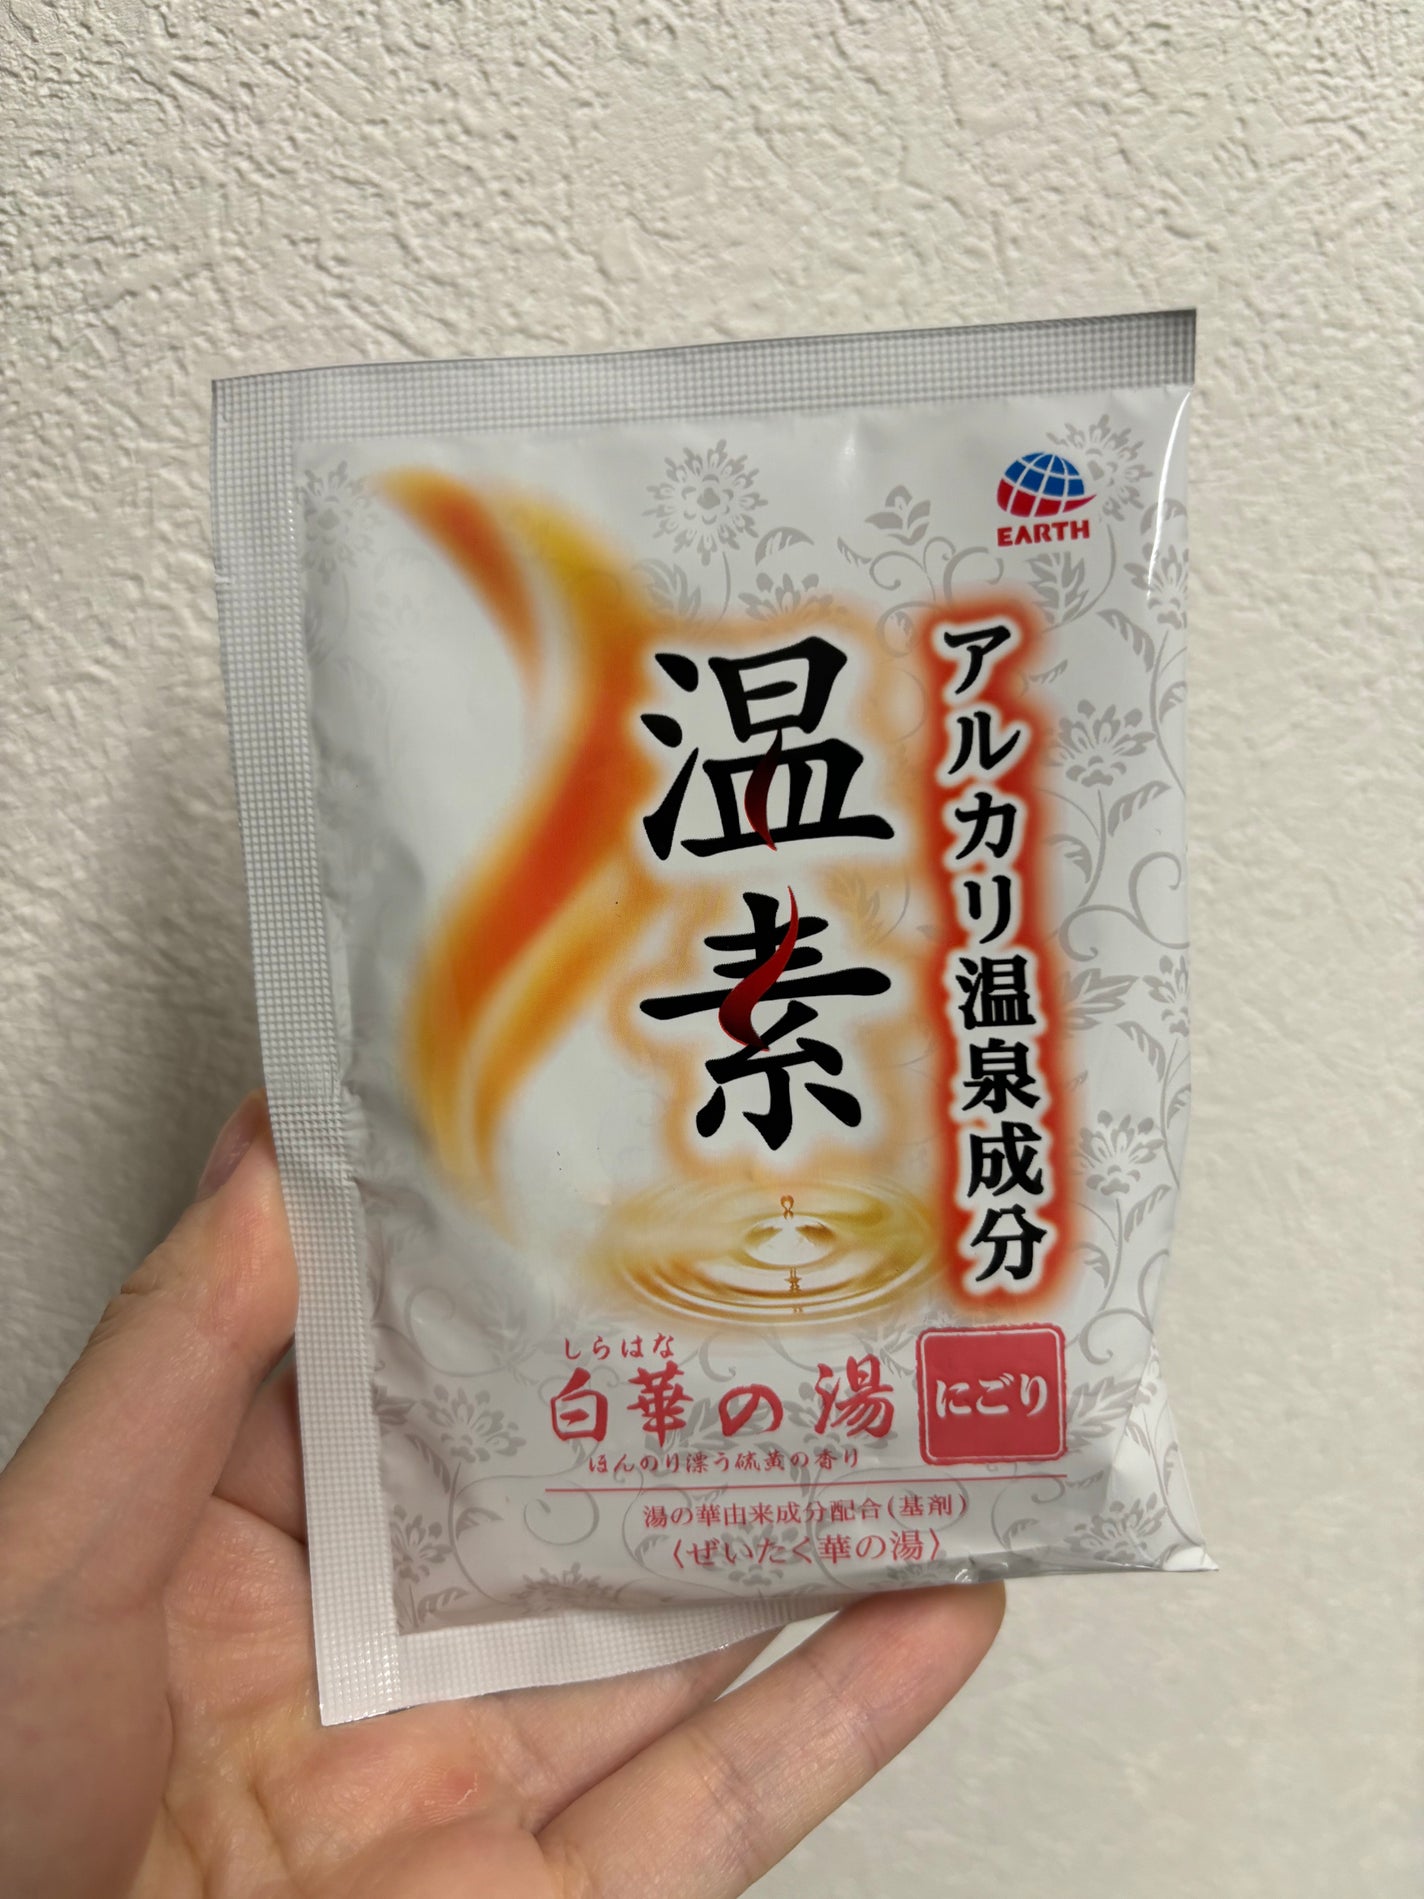 EARTH
アルカリ温泉成分
温素
しらはな
白華の湯
にごり
ほんのり漂う硫黄の香り
湯の華由来成分配合(基剤)
〈ぜいたく華の湯〉